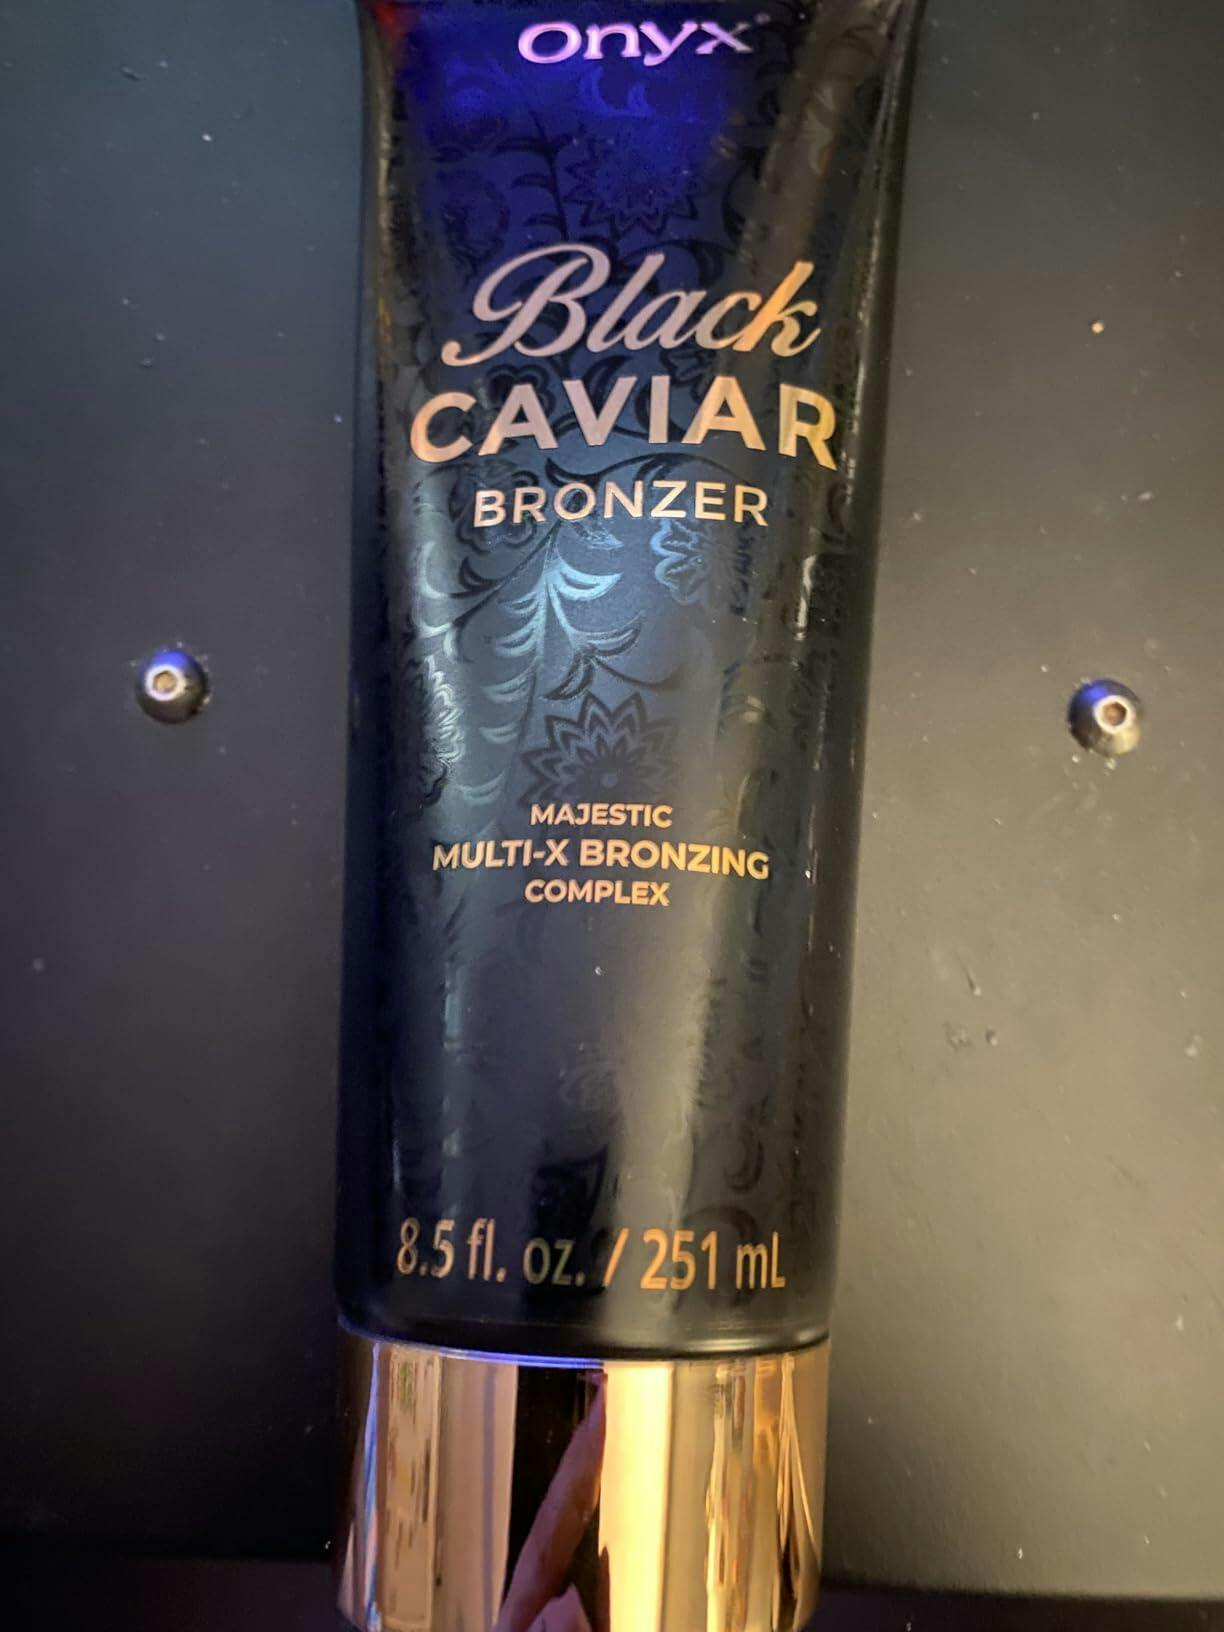 onyx
Black
CAVIAR
BRONZER
MAJESTIC
MULTI-X BRONZING
COMPLEX
8.5 fl. oz. / 251 mL